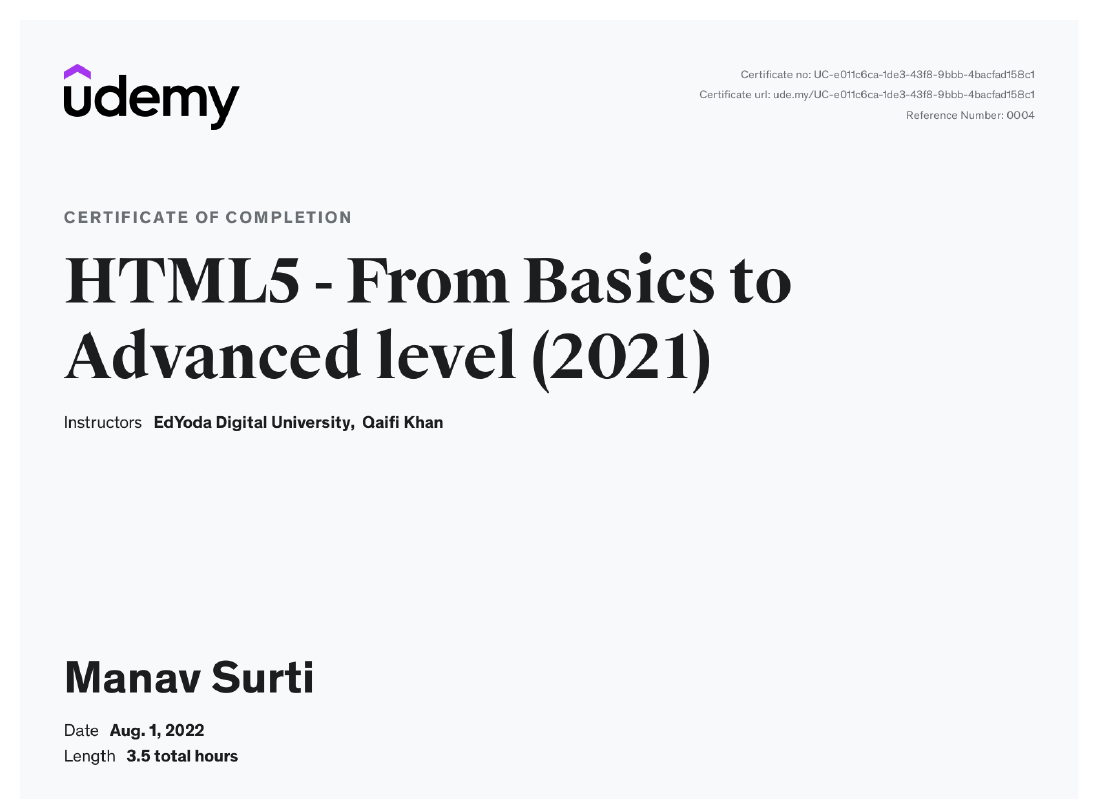 udemy
Certificate no: UC-e011c6ca-1de3-43f8-9bbb-4bacfad158c1
Certificate url: ude.my/UC-e011c6ca-1de3-43f8-9bbb-4bacfad158c1
Reference Number: 0004
CERTIFICATE OF COMPLETION
HTML5 - From Basics to
Advanced level (2021)
Instructors EdYoda Digital University, Qaifi Khan
Manav Surti
Date Aug. 1, 2022
Length 3.5 total hours